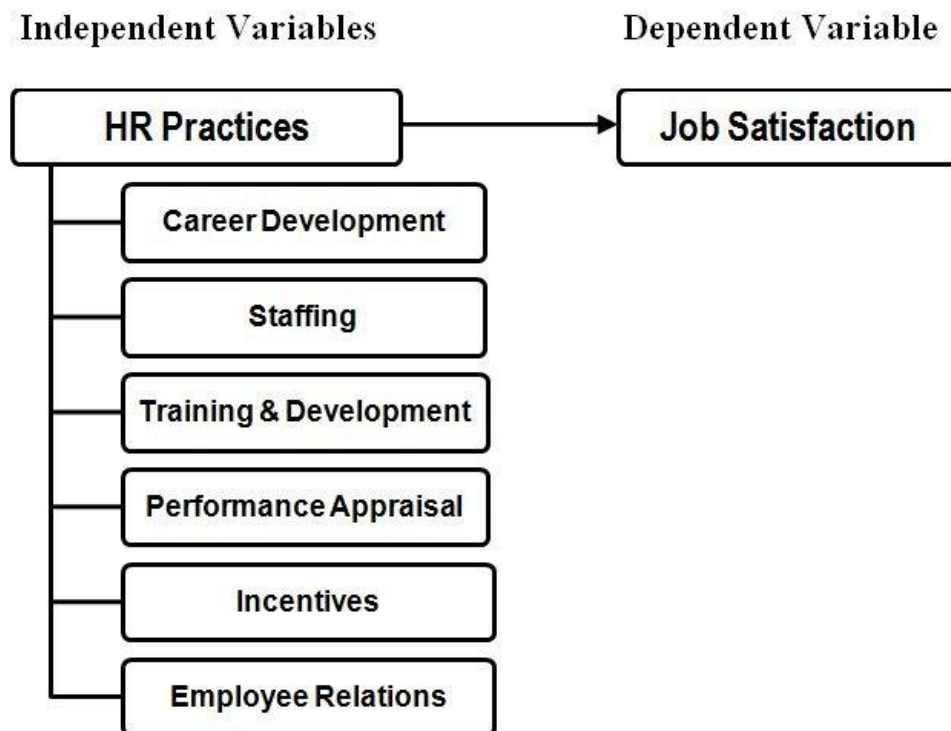 Independent Variables
Dependent Variable
HR Practices
Job Satisfaction
Career Development
Staffing
Training & Development
Performance Appraisal
Incentives
Employee Relations